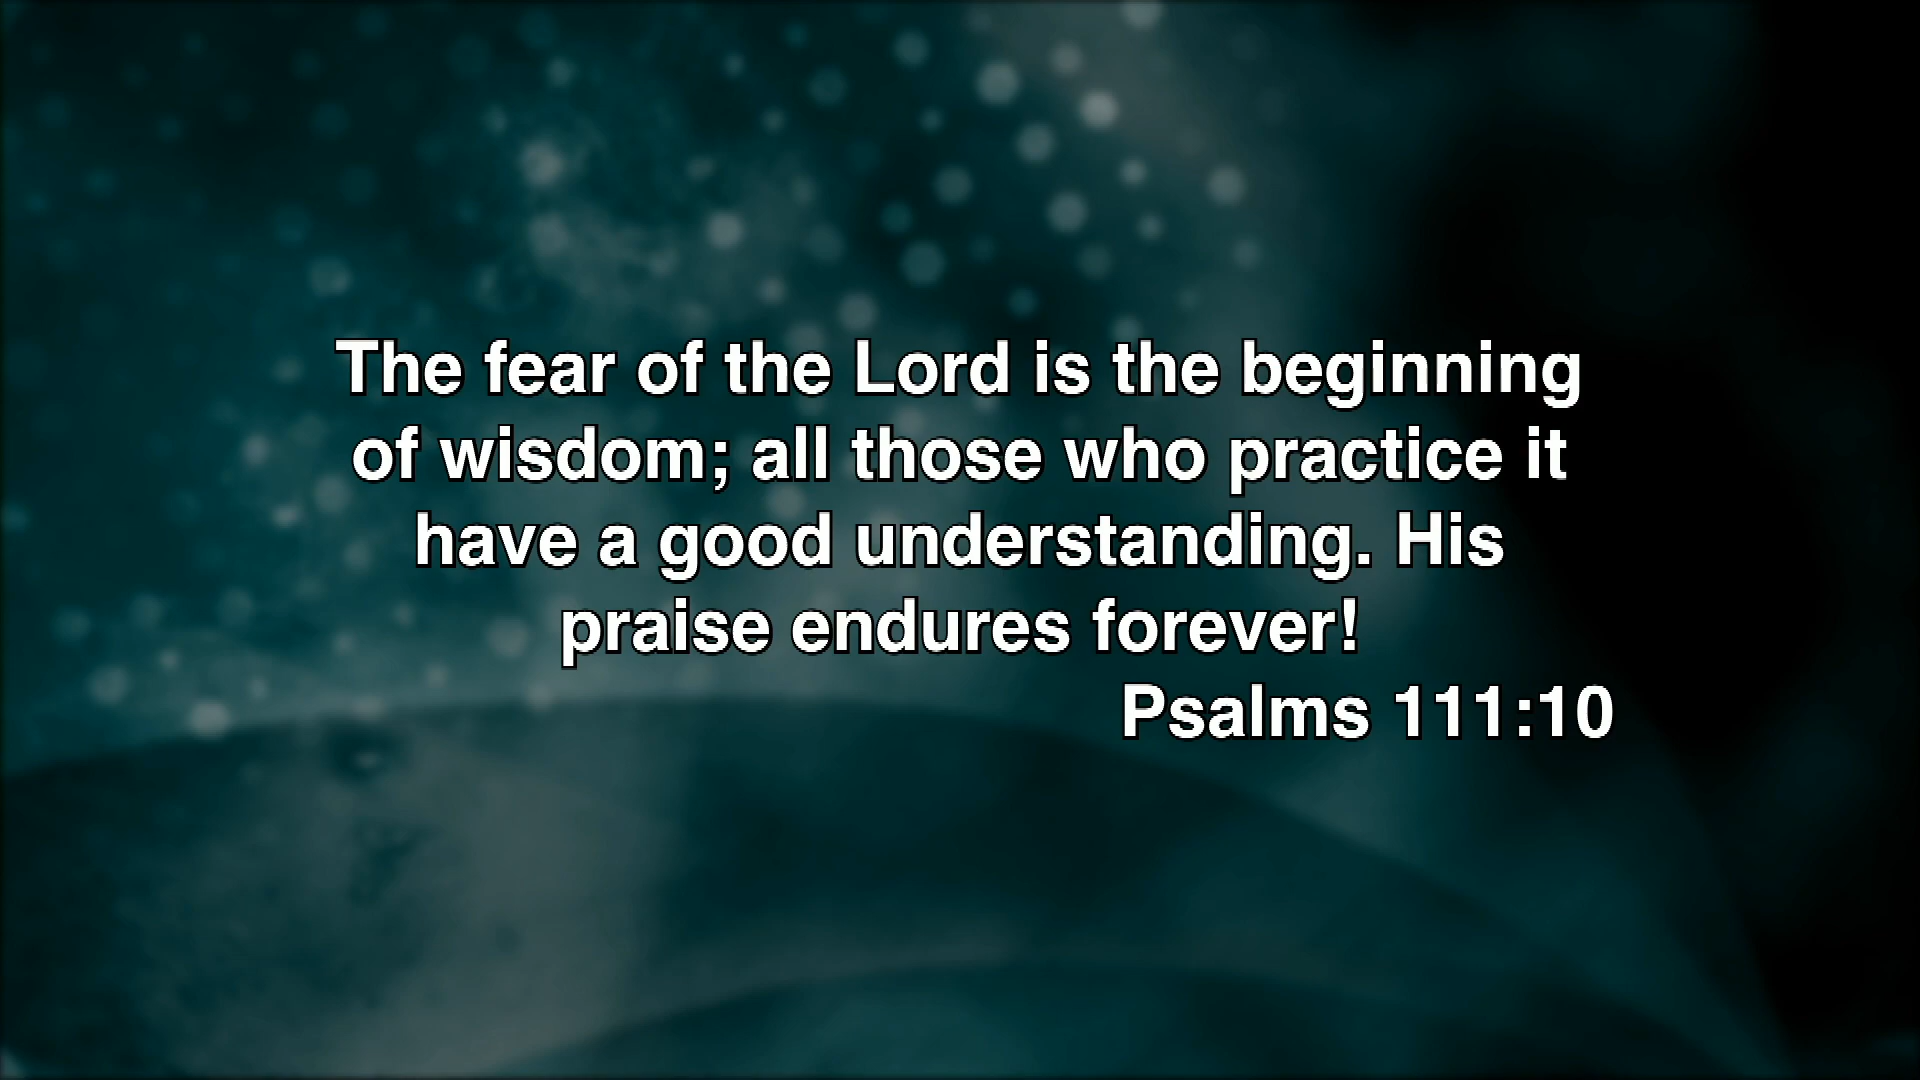 The fear of the Lord is the beginning
of wisdom; all those who practice it
have a good understanding. His
praise endures forever!
Psalms 111:10